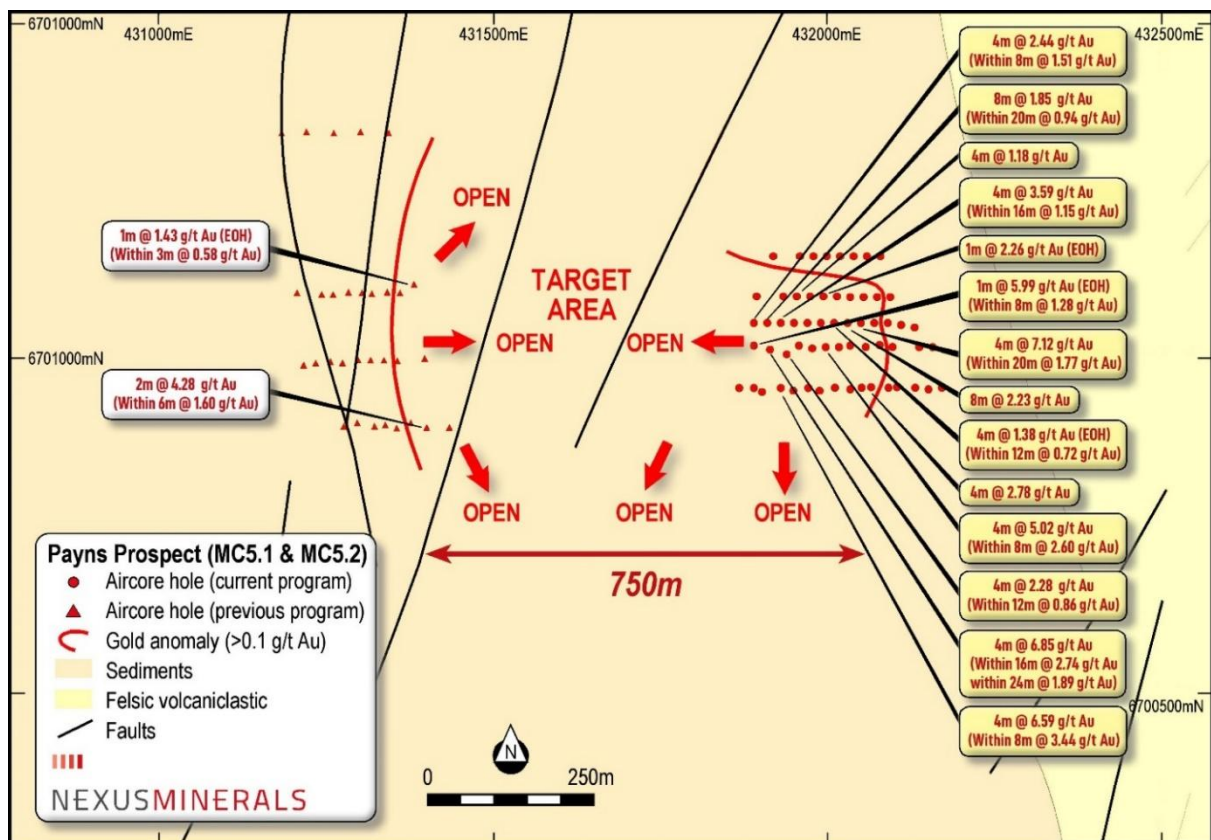 6701000mN
431000mE
431500mE
432000mE
432500mE
4m @ 2.44 g/t Au
(Within 8m @ 1.51 g/t Au)
8m @ 1.85 g/t Au
(Within 20m @ 0.94 g/t Au)
4m @ 1.18 g/t Au
4m @ 3.59 g/t Au
(Within 16m @ 1.15 g/t Au)
1m @ 2.26 g/t Au (EOH)
1m @ 5.99 g/t Au (EOH)
(Within 8m @ 1.28 g/t Au)
4m @ 7.12 g/t Au
(Within 20m @ 1.77 g/t Au)
8m @ 2.23 g/t Au
4m @ 1.38 g/t Au (EOH)
(Within 12m @ 0.72 g/t Au)
4m @ 2.78 g/t Au
4m @ 5.02 g/t Au
(Within 8m @ 2.60 g/t Au)
4m @ 2.28 g/t Au
(Within 12m @ 0.86 g/t Au)
4m @ 6.85 g/t Au
(Within 16m @ 2.74 g/t Au
within 24m @ 1.89 g/t Au)
4m @ 6.59 g/t Au
(Within 8m @ 3.44 g/t Au)
OPEN
1m @ 1.43 g/t Au (EOH)
(Within 3m @ 0.58 g/t Au)
TARGET
AREA
OPEN
OPEN
6701000mN
2m @ 4.28 g/t Au
(Within 6m @ 1.60 g/t Au)
OPEN
OPEN
OPEN
750m
6700500mN
Payns Prospect (MC5.1 & MC5.2)
Aircore hole (current program)
Aircore hole (previous program)
Gold anomaly (>0.1 g/t Au)
Sediments
Felsic volcaniclastic
Faults
NEXUSMINERALS
N
0
250m